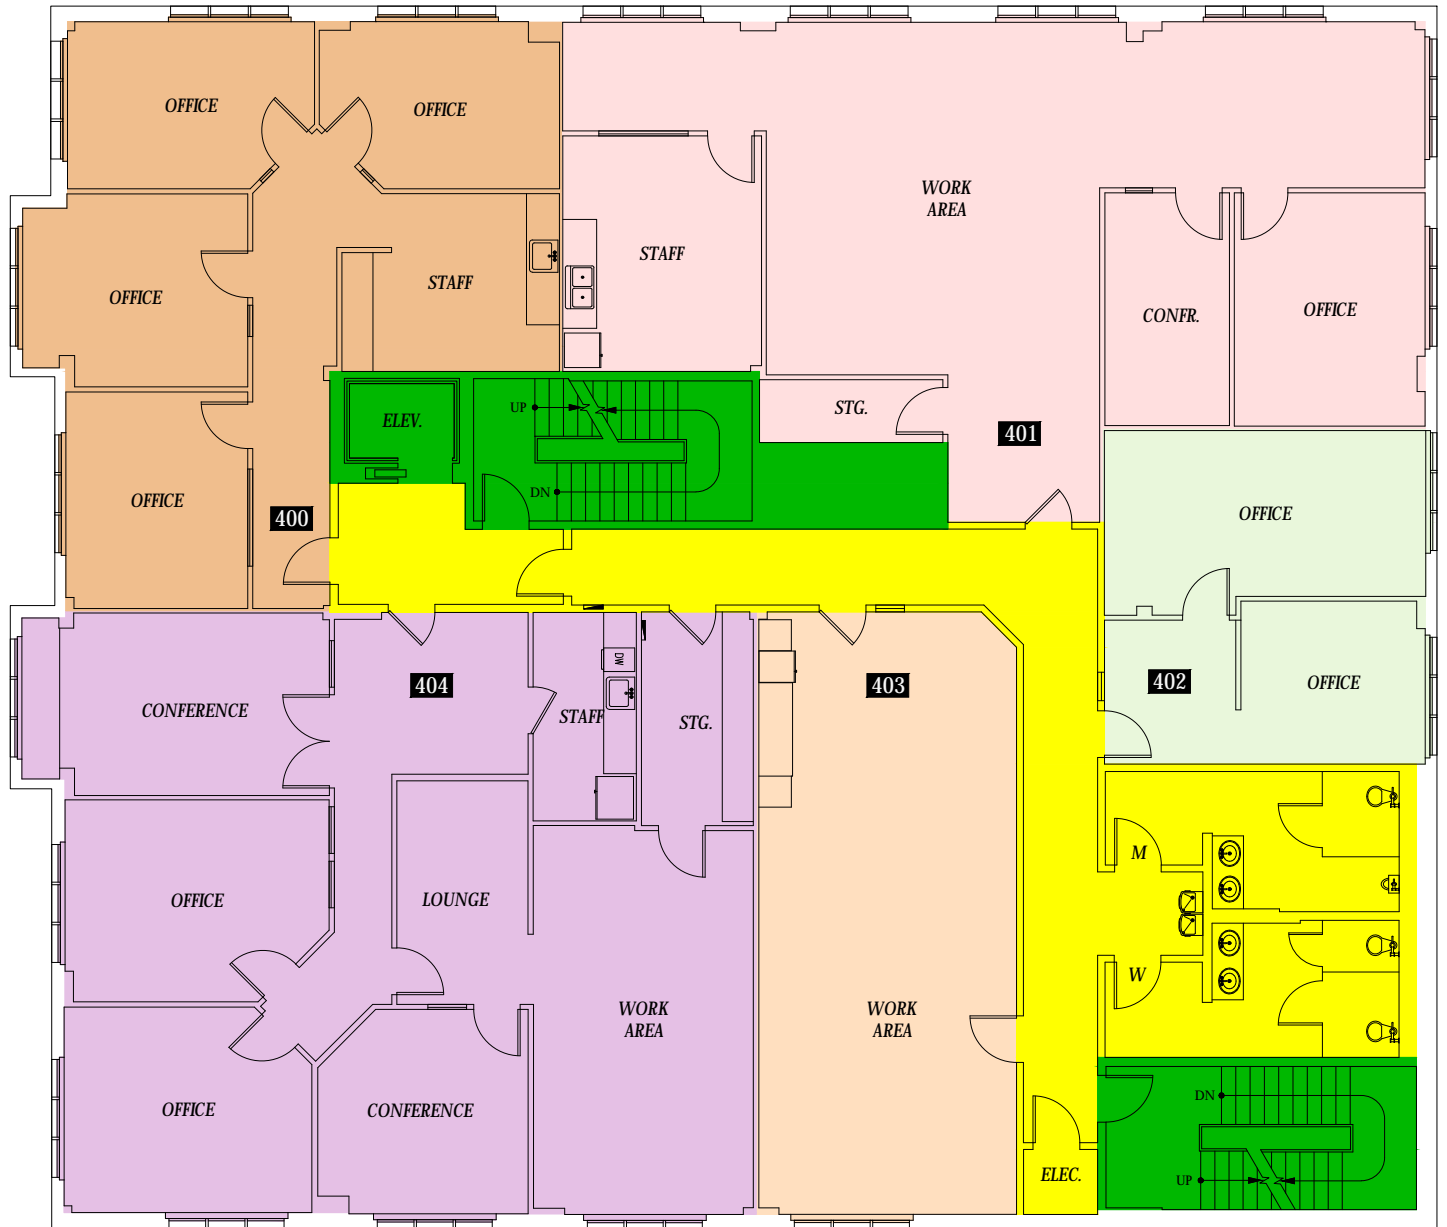 OFFICE
OFFICE
WORK
AREA
STAFF
STAFF
OFFICE
CONFR.
OFFICE
ELEV.
UP
STG.
401
DN
OFFICE
400
OFFICE
404
403
402
OFFICE
CONFERENCE
DW
STAFF
STG.
M
OFFICE
LOUNGE
W
WORK
AREA
WORK
AREA
OFFICE
CONFERENCE
DN
ELEC.
UP